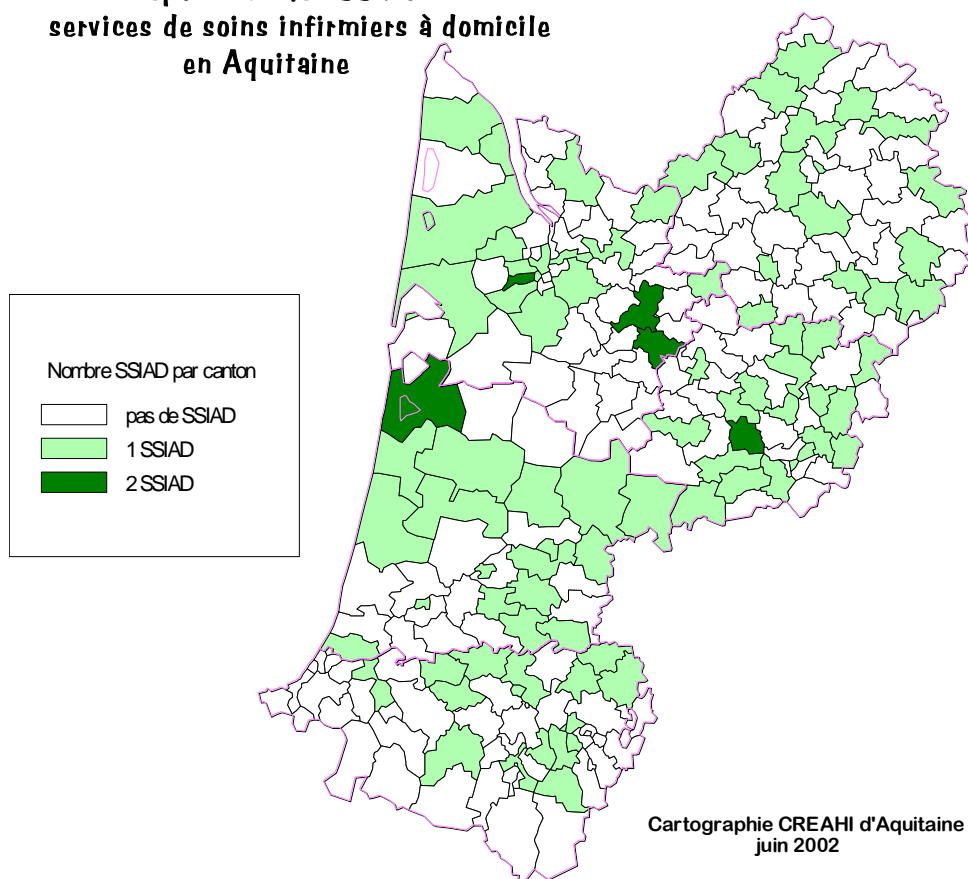 services de soins infirmiers à domicile
en Aquitaine
Nombre SSIAD par canton
pas de SSIAD
1 SSIAD
2 SSIAD
Cartographie CREAHI d'Aquitaine
juin 2002